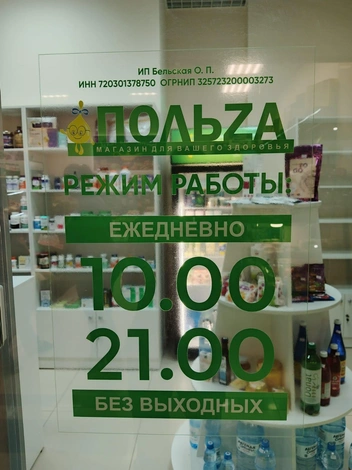 ИП Бельская О. П.
ИНН 720301378750 ОГРНИП 325723200003273
ПОЛЬZА
МАГАЗИН ДЛЯ ВАШЕГО ЗДОРОВЬЯ
РЕЖИМ РАБОТЫ:
ЕЖЕДНЕВНО
10.00
21.00
БЕЗ ВЫХОДНЫХ